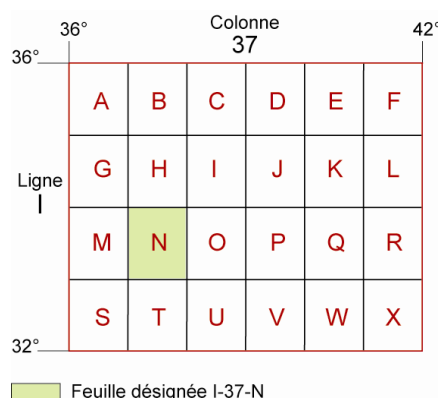 36° Colonne 42°
37
36°
A B C D E F
G H I J K L
Ligne
I
M N O P Q R
S T U V W X
32°
Feuille désignée I-37-N